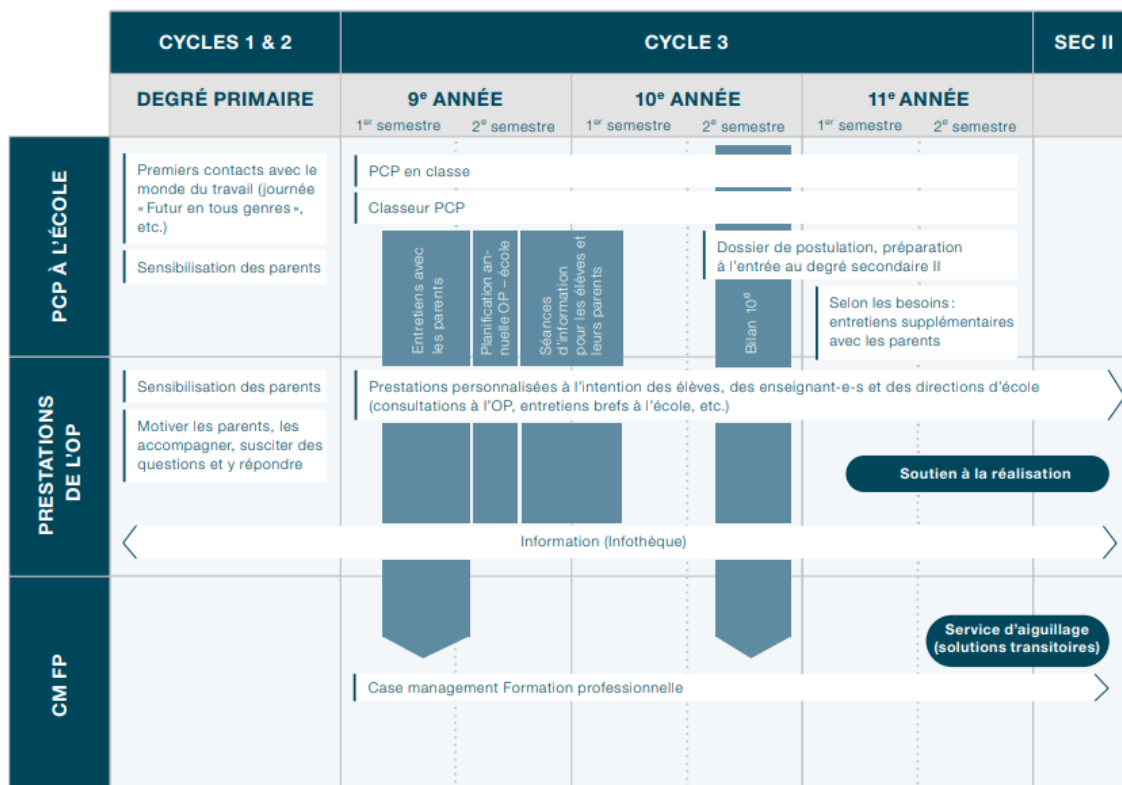 CYCLES 1 & 2
CYCLE 3
SEC II
DEGRÉ PRIMAIRE
9e ANNÉE
10e ANNÉE
11e ANNÉE
1er semestre
2e semestre
1er semestre
2e semestre
1er semestre
2e semestre
PCP À L'ÉCOLE
Premiers contacts avec le
monde du travail (journée
« Futur en tous genres »,
etc.)
Sensibilisation des parents
PCP en classe
Classeur PCP
Entretiens avec
les parents
Planification an-
nuelle OP – école
Séances
d'information
pour les élèves et
leurs parents
Bilan 10e
Dossier de postulation, préparation
à l'entrée au degré secondaire II
Selon les besoins :
entretiens supplémentaires
avec les parents
PRESTATIONS
DE L'OP
Sensibilisation des parents
Motiver les parents, les
accompagner, susciter des
questions et y répondre
Prestations personnalisées à l'intention des élèves, des enseignant-e-s et des directions d'école
(consultations à l'OP, entretiens brefs à l'école, etc.)
Soutien à la réalisation
Information (Infothèque)
CM FP
Service d'aiguillage
(solutions transitoires)
Case management Formation professionnelle